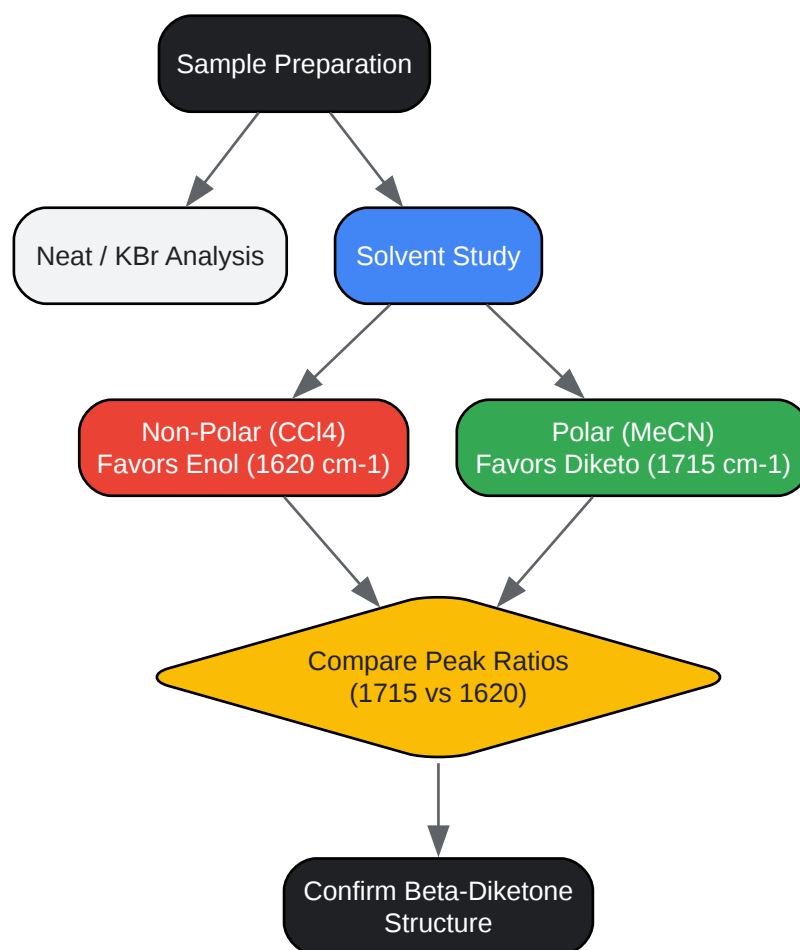 Sample Preparation
Neat / KBr Analysis
Solvent Study
Non-Polar (CCl4)
Favors Enol (1620 cm-1)
Polar (MeCN)
Favors Diketo (1715 cm-1)
Compare Peak Ratios
(1715 vs 1620)
Confirm Beta-Diketone
Structure